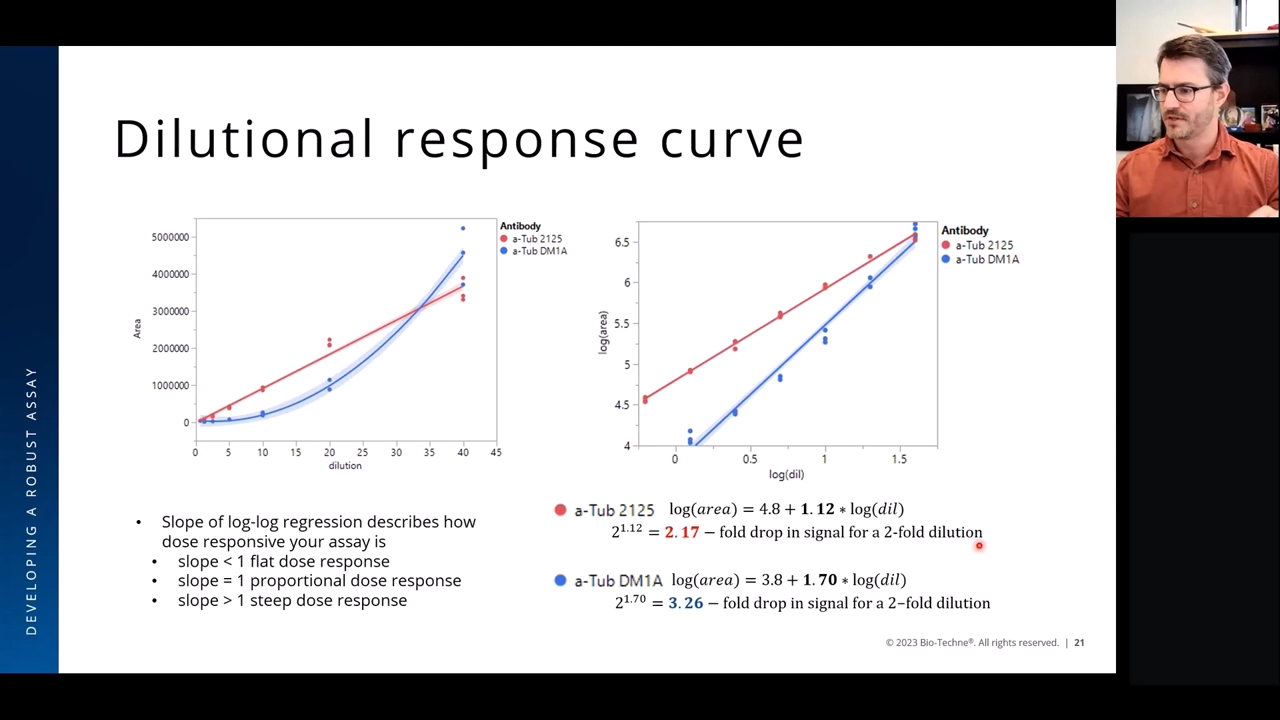 DEVELOPING A ROBUST ASSAY
Dilutional response curve
Antibody
a-Tub 2125
a-Tub DM1A
Area
5000000
4000000
3000000
2000000
1000000
0
0 5 10 15 20 25 30 35 40 45
dilution
Antibody
a-Tub 2125
a-Tub DM1A
log(area)
6.5
6
5.5
5
4.5
4
0 0.5 1 1.5
log(dil)
• Slope of log-log regression describes how
dose responsive your assay is
• slope < 1 flat dose response
• slope = 1 proportional dose response
• slope > 1 steep dose response
a-Tub 2125 log(area) = 4.8 + 1.12 * log(dil)
2^1.12 = 2.17 − fold drop in signal for a 2-fold dilution
a-Tub DM1A log(area) = 3.8 + 1.70 * log(dil)
2^1.70 = 3.26 − fold drop in signal for a 2−fold dilution
© 2023 Bio-Techne®. All rights reserved. | 21